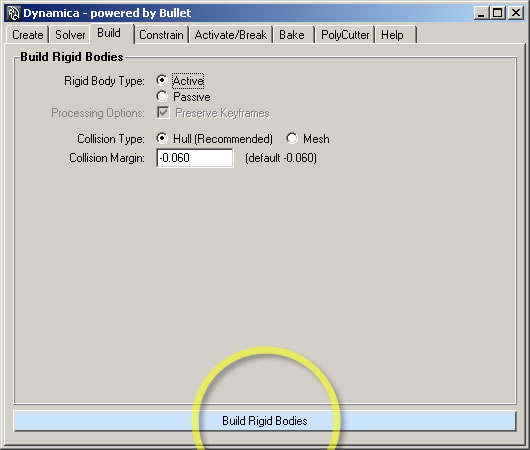 Dynamica - powered by Bullet
Create Solver Build Constrain Activate/Break Bake PolyCutter Help
Build Rigid Bodies
Rigid Body Type: Active
Passive
Processing Options: Preserve Keyframes
Collision Type: Hull (Recommended) Mesh
Collision Margin: -0.060 (default -0.060)
Build Rigid Bodies